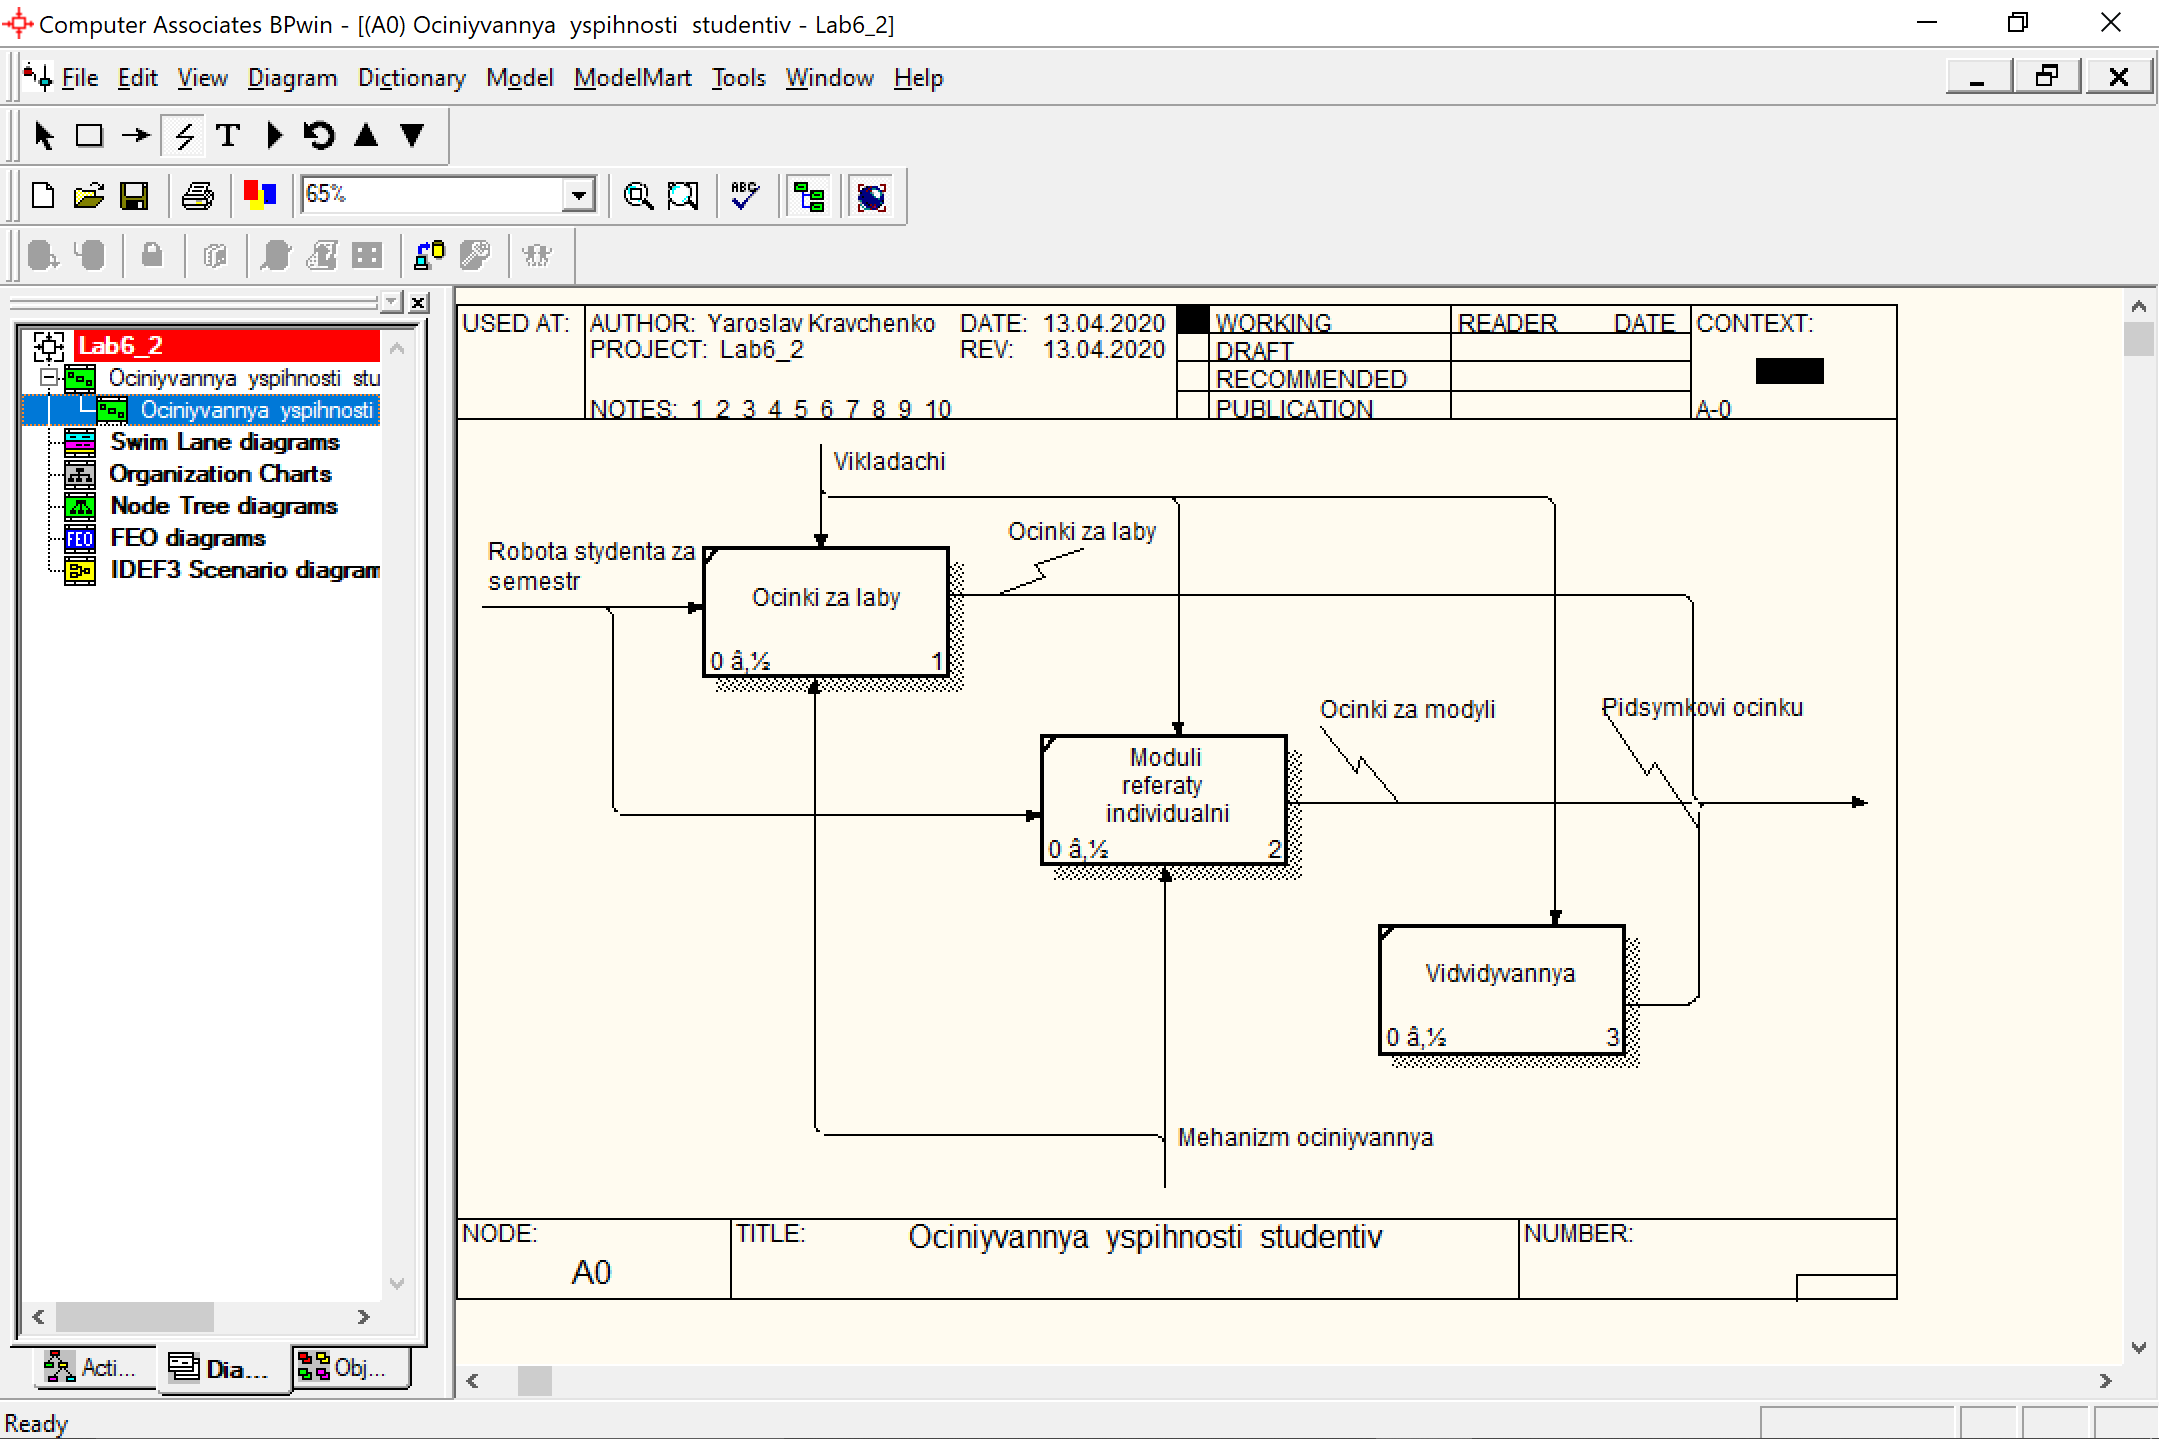 Computer Associates BPwin - [(A0) Ociniyvannya  yspihnosti  studentiv - Lab6_2]
File Edit View Diagram Dictionary Model ModelMart Tools Window Help
T
65%
ABC
Lab6_2
Ociniyvannya  yspihnosti  stu
Ociniyvannya  yspihnosti
Swim Lane diagrams
Organization Charts
Node Tree diagrams
FEO FEO diagrams
IDEF3 Scenario diagram
Acti... Dia... Obj...
USED AT: AUTHOR: Yaroslav Kravchenko DATE: 13.04.2020 WORKING READER DATE CONTEXT:
PROJECT: Lab6_2 REV: 13.04.2020 DRAFT
RECOMMENDED
NOTES: 1 2 3 4 5 6 7 8 9 10 PUBLICATION A-0
Vikladachi
Ocinki za laby
Robota stydenta za
semestr
Ocinki za laby
0 â‚½ 1
Ocinki za modyli
Pidsymkovi ocinku
Moduli
referaty
individualni
0 â‚½ 2
Vidvidyvannya
0 â‚½ 3
Mehanizm ociniyvannya
NODE: TITLE: Ociniyvannya  yspihnosti  studentiv NUMBER:
A0
Ready